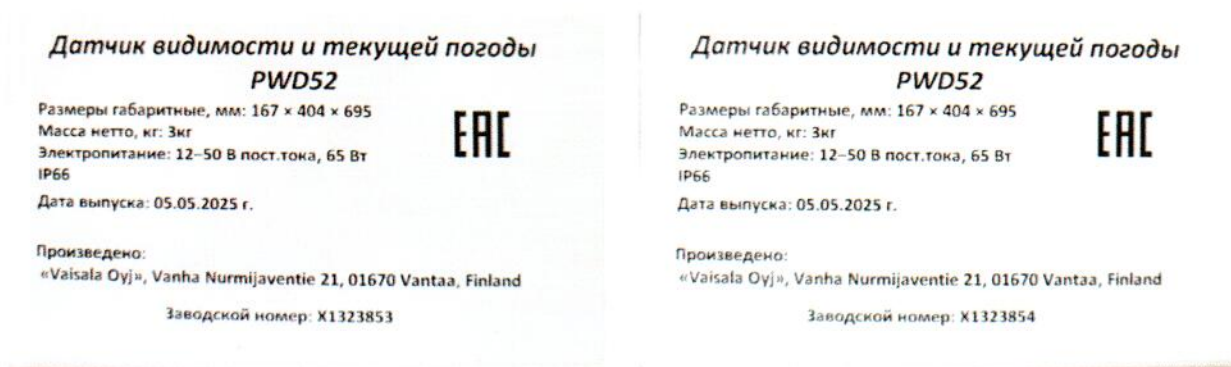 Датчик видимости и текущей погоды
PWD52
Размеры габаритные, мм: 167 × 404 × 695
Масса нетто, кг: 3кг
Электропитание: 12–50 В пост.тока, 65 Вт
IP66
EAC
Дата выпуска: 05.05.2025 г.
Произведено:
«Vaisala Oyj», Vanha Nurmijaventie 21, 01670 Vantaa, Finland
Заводской номер: X1323853
Датчик видимости и текущей погоды
PWD52
Размеры габаритные, мм: 167 × 404 × 695
Масса нетто, кг: 3кг
Электропитание: 12–50 В пост.тока, 65 Вт
IP66
EAC
Дата выпуска: 05.05.2025 г.
Произведено:
«Vaisala Oyj», Vanha Nurmijaventie 21, 01670 Vantaa, Finland
Заводской номер: X1323854